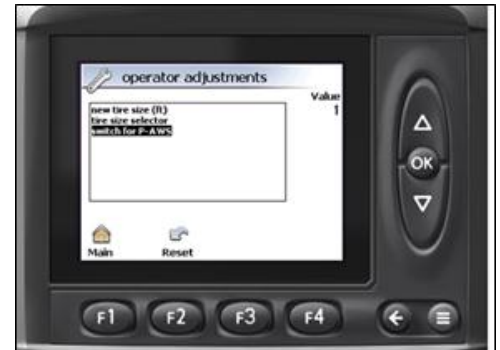 operator adjustments
Value
new tire size (ft)
1
tire size selector
switch for P-AWS
Main
Reset
OK
F1
F2
F3
F4